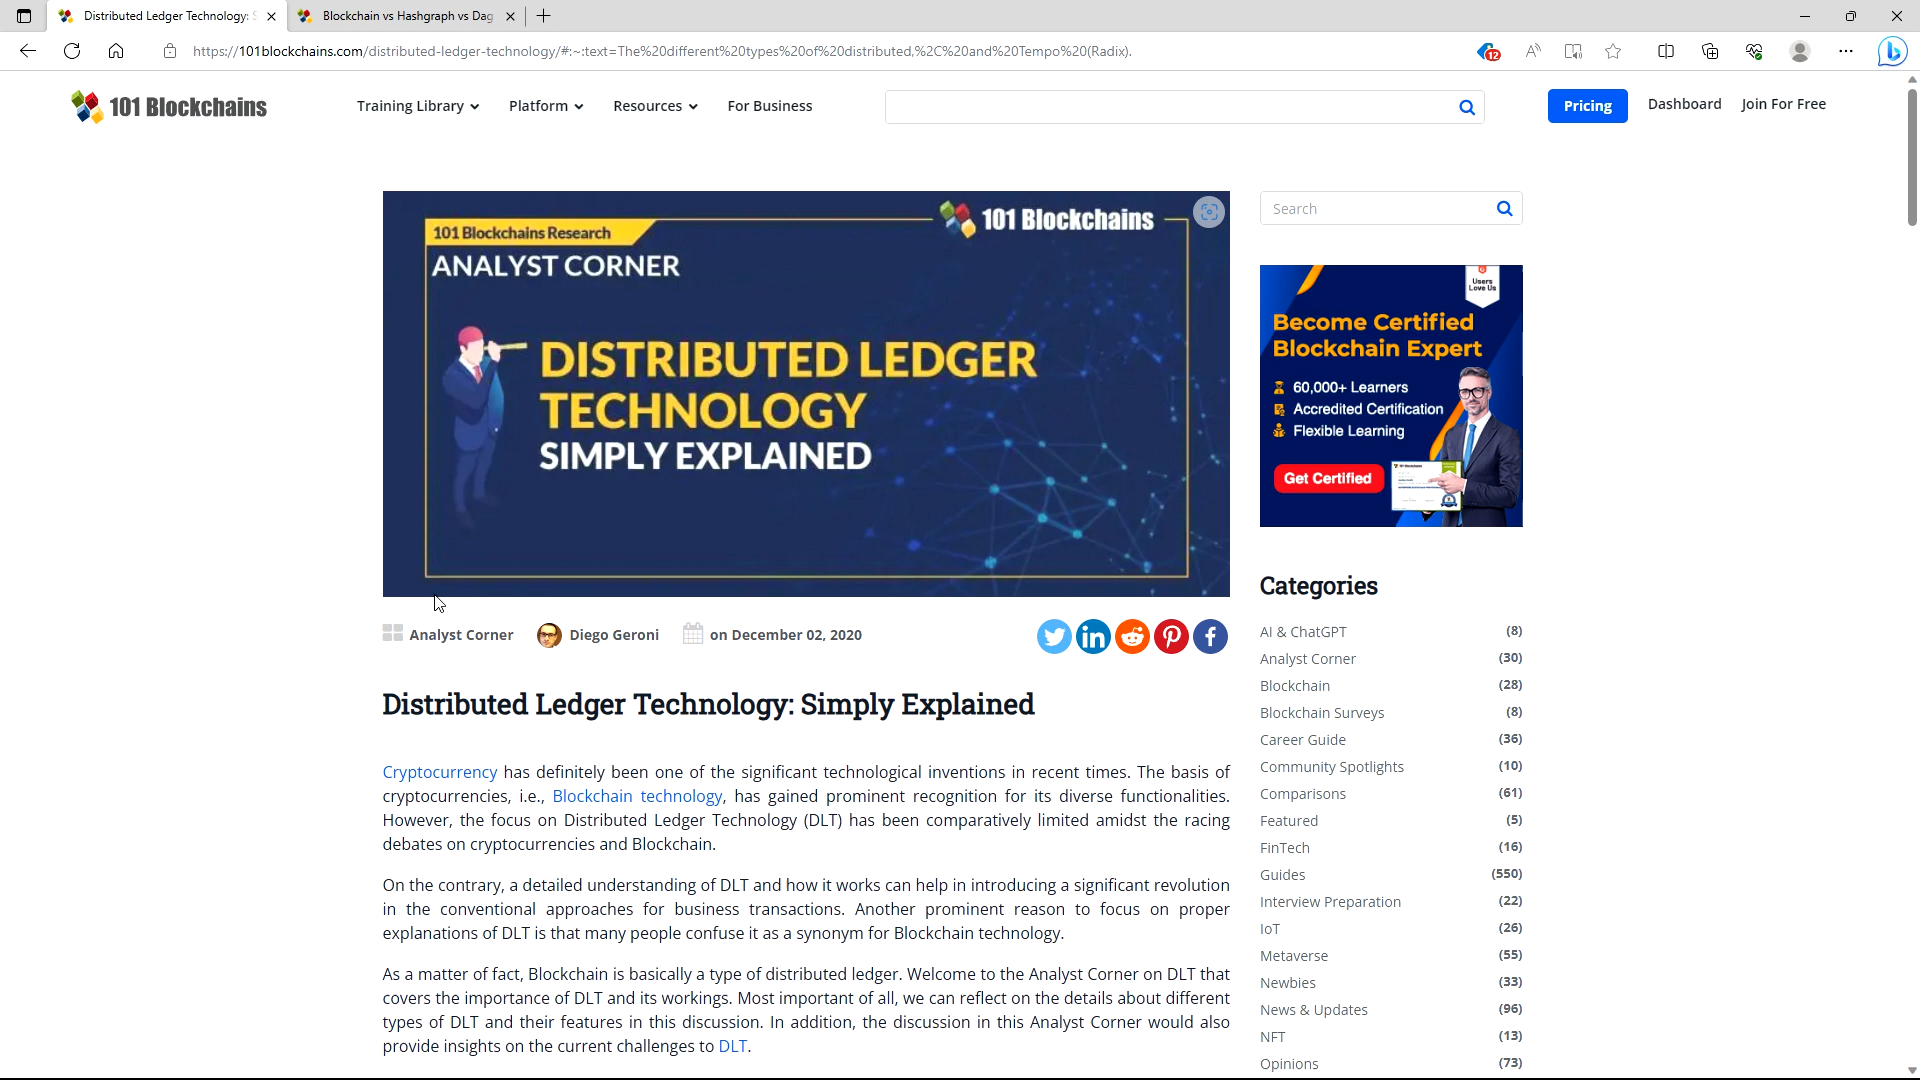 Distributed Ledger Technology: S
Blockchain vs Hashgraph vs Dag
https://101blockchains.com/distributed-ledger-technology/#:~:text=The%20different%20types%20of%20distributed,%2C%20and%20Tempo%20(Radix).
12
101 Blockchains
Training Library
Platform
Resources
For Business
Pricing
Dashboard
Join For Free
101 Blockchains Research
101 Blockchains
ANALYST CORNER
DISTRIBUTED LEDGER
TECHNOLOGY
SIMPLY EXPLAINED
Analyst Corner
Diego Geroni
on December 02, 2020
Distributed Ledger Technology: Simply Explained
Cryptocurrency has definitely been one of the significant technological inventions in recent times. The basis of
cryptocurrencies, i.e., Blockchain technology, has gained prominent recognition for its diverse functionalities.
However, the focus on Distributed Ledger Technology (DLT) has been comparatively limited amidst the racing
debates on cryptocurrencies and Blockchain.
On the contrary, a detailed understanding of DLT and how it works can help in introducing a significant revolution
in the conventional approaches for business transactions. Another prominent reason to focus on proper
explanations of DLT is that many people confuse it as a synonym for Blockchain technology.
As a matter of fact, Blockchain is basically a type of distributed ledger. Welcome to the Analyst Corner on DLT that
covers the importance of DLT and its workings. Most important of all, we can reflect on the details about different
types of DLT and their features in this discussion. In addition, the discussion in this Analyst Corner would also
provide insights on the current challenges to DLT.
Search
Users
Love Us
Become Certified
Blockchain Expert
60,000+ Learners
Accredited Certification
Flexible Learning
Get Certified
Categories
AI & ChatGPT (8)
Analyst Corner (30)
Blockchain (28)
Blockchain Surveys (8)
Career Guide (36)
Community Spotlights (10)
Comparisons (61)
Featured (5)
FinTech (16)
Guides (550)
Interview Preparation (22)
IoT (26)
Metaverse (55)
Newbies (33)
News & Updates (96)
NFT (13)
Opinions (73)